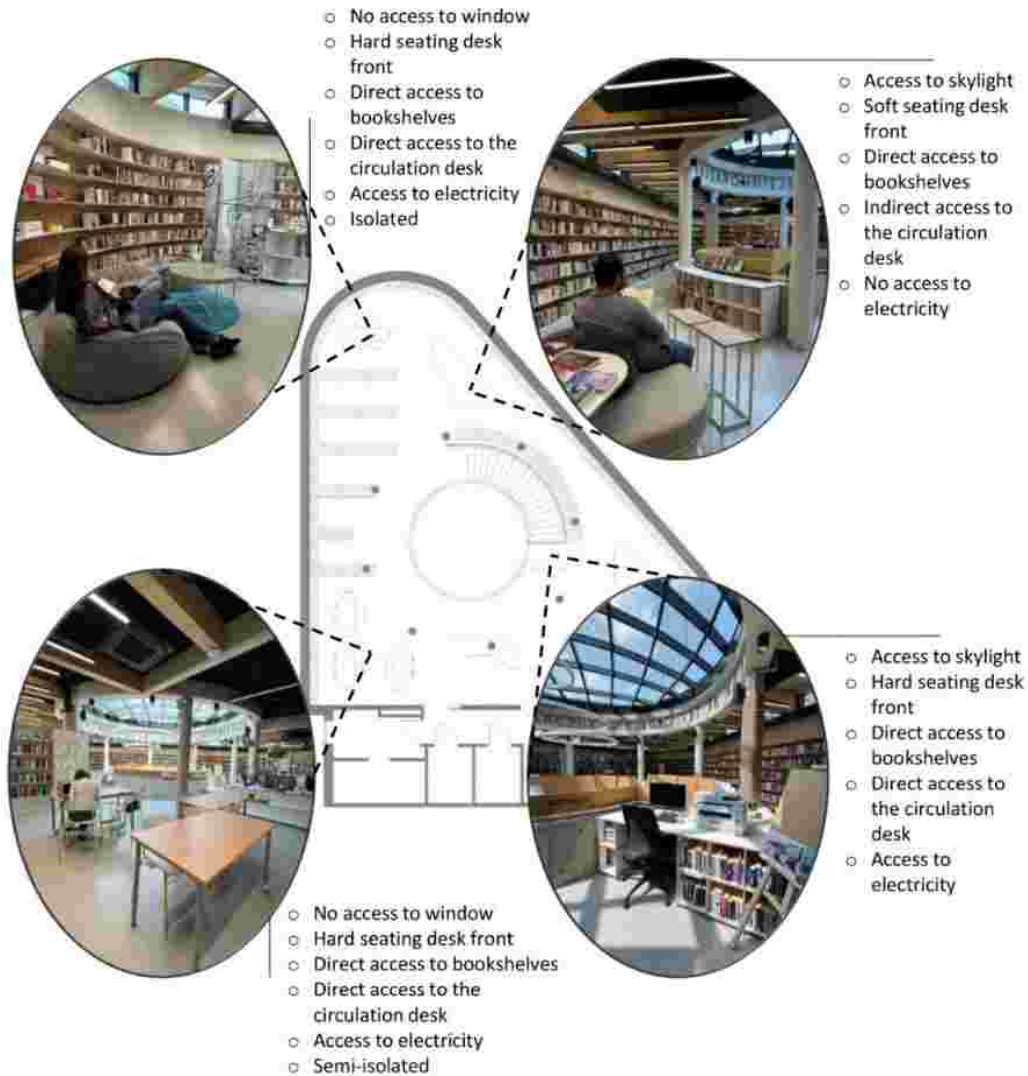 ○ No access to window
○ Hard seating desk
front
○ Direct access to
bookshelves
○ Direct access to the
circulation desk
○ Access to electricity
○ Isolated
○ Access to skylight
○ Soft seating desk
front
○ Direct access to
bookshelves
○ Indirect access to
the circulation
desk
○ No access to
electricity
○ Access to skylight
○ Hard seating desk
front
○ Direct access to
bookshelves
○ Direct access to
the circulation
desk
○ Access to
electricity
○ No access to window
○ Hard seating desk front
○ Direct access to bookshelves
○ Direct access to the
circulation desk
○ Access to electricity
○ Semi-isolated